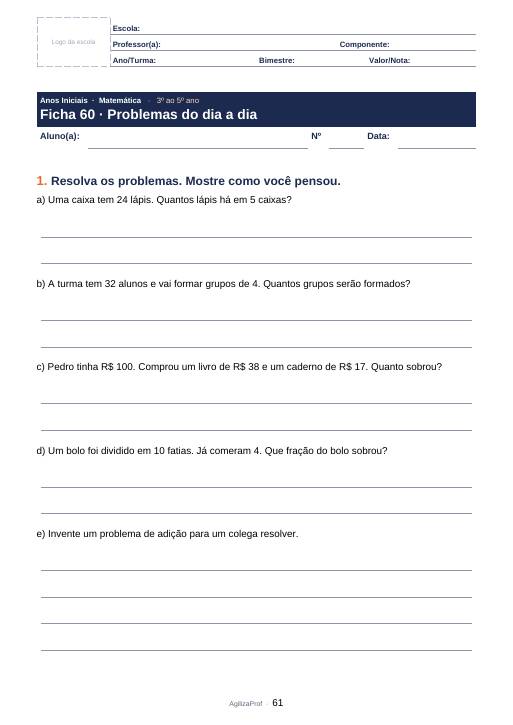 Logo da escola
Escola:
Professor(a): Componente:
Ano/Turma: Bimestre: Valor/Nota:
Anos Iniciais · Matemática · 3º ao 5º ano
Ficha 60 · Problemas do dia a dia
Aluno(a): Nº Data:
1. Resolva os problemas. Mostre como você pensou.
a) Uma caixa tem 24 lápis. Quantos lápis há em 5 caixas?
b) A turma tem 32 alunos e vai formar grupos de 4. Quantos grupos serão formados?
c) Pedro tinha R$ 100. Comprou um livro de R$ 38 e um caderno de R$ 17. Quanto sobrou?
d) Um bolo foi dividido em 10 fatias. Já comeram 4. Que fração do bolo sobrou?
e) Invente um problema de adição para um colega resolver.
AgilizaProf · 61